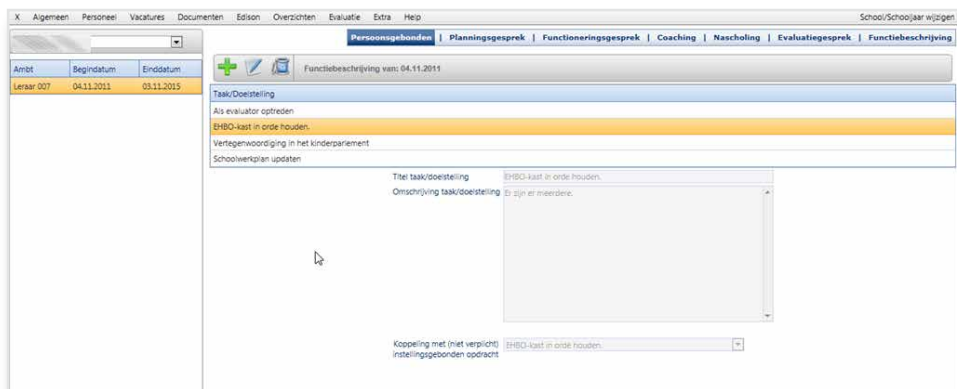 X Algemeen Personeel Vacatures Documenten Edison Overzichten Evaluatie Extra Help School/Schooljaar wijzigen
Persoonsgebonden | Planningsgesprek | Functioneringsgesprek | Coaching | Nascholing | Evaluatiegesprek | Functiebeschrijving
Ambt Begindatum Einddatum
Leraar 007 04.11.2011 03.11.2015
Functiebeschrijving van: 04.11.2011
Taak/Doelstelling
Als evaluator optreden
EHBO-kast in orde houden.
Vertegenwoordiging in het kinderparlement
Schoolwerkplan updaten
Titel taak/doelstelling EHBO-kast in orde houden.
Omschrijving taak/doelstelling Er zijn er meerdere.
Koppeling met (niet verplicht) EHBO-kast in orde houden.
instellingsgebonden opdracht